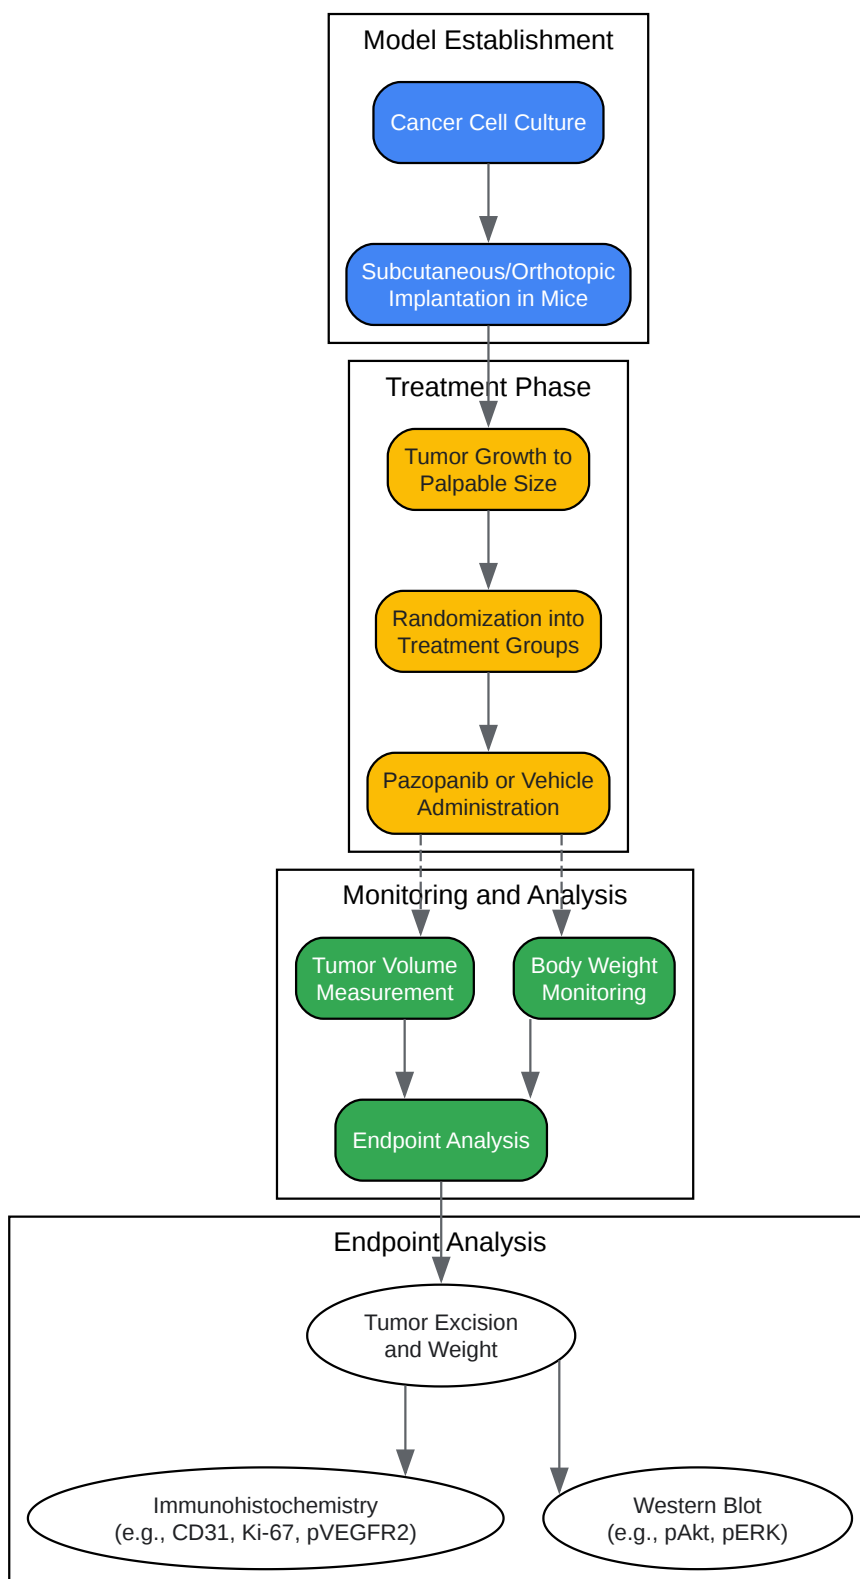 Model Establishment
Cancer Cell Culture
Subcutaneous/Orthotopic
Implantation in Mice
Treatment Phase
Tumor Growth to
Palpable Size
Randomization into
Treatment Groups
Pazopanib or Vehicle
Administration
Monitoring and Analysis
Tumor Volume
Measurement
Body Weight
Monitoring
Endpoint Analysis
Endpoint Analysis
Tumor Excision
and Weight
Immunohistochemistry
(e.g., CD31, Ki-67, pVEGFR2)
Western Blot
(e.g., pAkt, pERK)